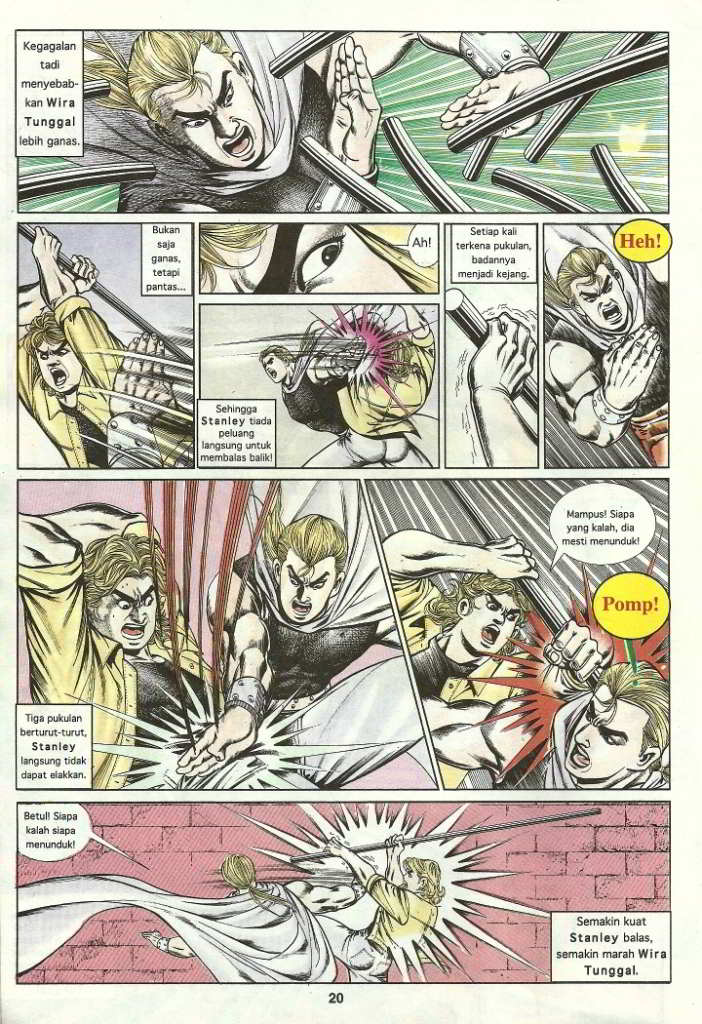 Kegagalan
tadi
menyebab-
kan Wira
Tunggal
lebih ganas.
Bukan
saja
ganas,
tetapi
pantas...
Ah!
Sehingga
Stanley tiada
peluang
langsung untuk
membalas balik!
Setiap kali
terkena pukulan,
badannya
menjadi kejang.
Heh!
Tiga pukulan
berturut-turut,
Stanley
langsung tidak
dapat elakkan.
Mampus! Siapa
yang kalah, dia
mesti menunduk!
Pomp!
Betul! Siapa
kalah siapa
menunduk!
Semakin kuat
Stanley balas,
semakin marah Wira
Tunggal.
20